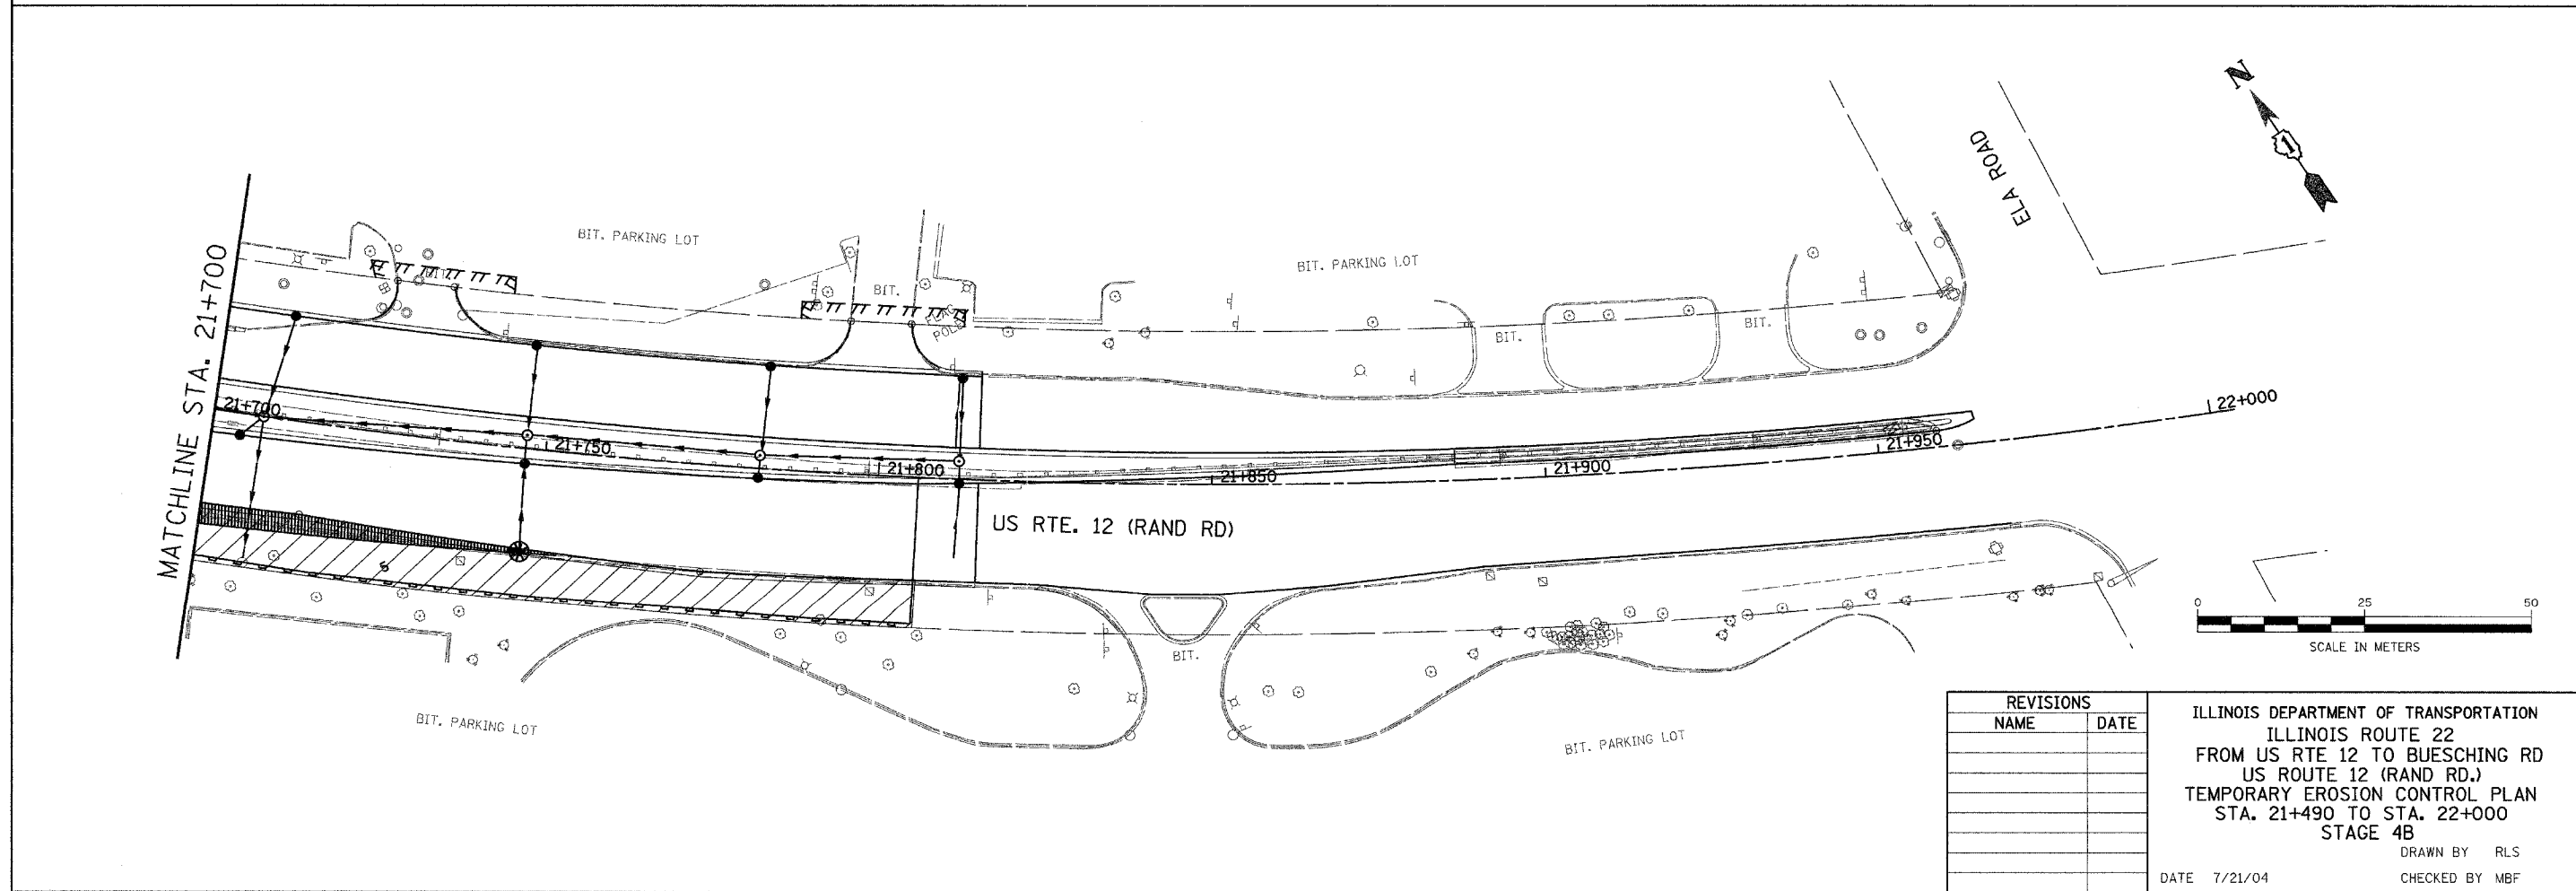 N
1
ELA ROAD
BIT. PARKING LOT
BIT. PARKING LOT
BIT.
BIT.
FLAG
POLE
BIT.
BIT.
MATCHLINE STA. 21+700
21+700
21+750
21+800
21+850
21+900
21+950
22+000
US RTE. 12 (RAND RD)
S
BIT.
BIT. PARKING LOT
BIT. PARKING LOT
0 25 50
SCALE IN METERS
REVISIONS
NAME DATE
ILLINOIS DEPARTMENT OF TRANSPORTATION
ILLINOIS ROUTE 22
FROM US RTE 12 TO BUESCHING RD
US ROUTE 12 (RAND RD.)
TEMPORARY EROSION CONTROL PLAN
STA. 21+490 TO STA. 22+000
STAGE 4B
DRAWN BY RLS
DATE 7/21/04
CHECKED BY MBF